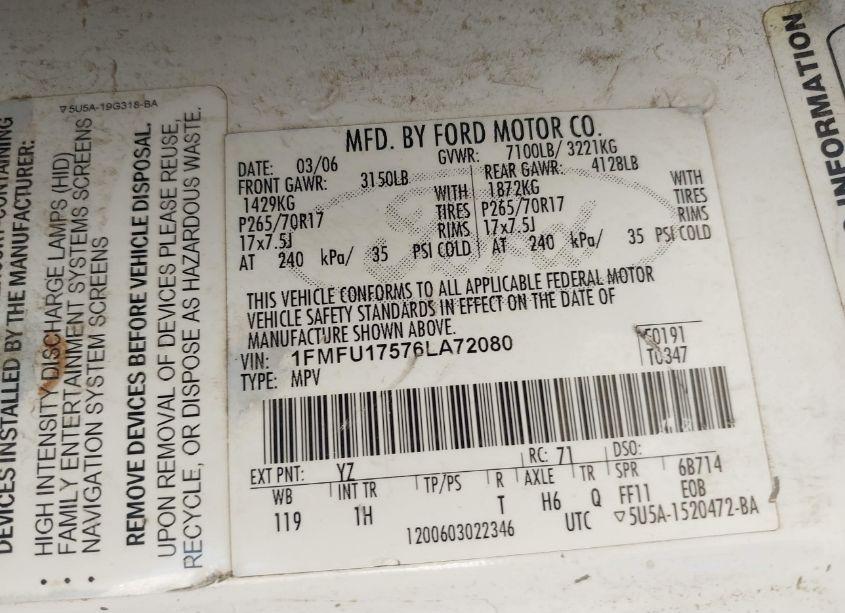 ▽5U5A-19G318-BA
DEVICES INSTALLED BY THE MANUFACTURER:
• HIGH INTENSITY DISCHARGE LAMPS (HID)
• FAMILY ENTERTAINMENT SYSTEMS SCREENS
• NAVIGATION SYSTEM SCREENS
REMOVE DEVICES BEFORE VEHICLE DISPOSAL.
UPON REMOVAL OF DEVICES PLEASE REUSE,
RECYCLE, OR DISPOSE AS HAZARDOUS WASTE.
MFD. BY FORD MOTOR CO.
DATE: 03/06 GVWR: 7100LB/ 3221KG
FRONT GAWR: 3150LB REAR GAWR: 4128LB
1429KG WITH 1872KG WITH
P265/70R17 TIRES P265/70R17 TIRES
17x7.5J RIMS 17x7.5J RIMS
AT 240 kPa/ 35 PSI COLD AT 240 kPa/ 35 PSI COLD
THIS VEHICLE CONFORMS TO ALL APPLICABLE FEDERAL MOTOR
VEHICLE SAFETY STANDARDS IN EFFECT ON THE DATE OF
MANUFACTURE SHOWN ABOVE.
VIN: 1FMFU17576LA72080
TYPE: MPV
F0191
T0347
EXT PNT: YZ RC: 71 DSO:
WB INT TR TP/PS R AXLE TR SPR 6B714
119 1H T H6 Q FF11 EOB
1200603022346 UTC ▽5U5A-1520472-BA
INFORMATION